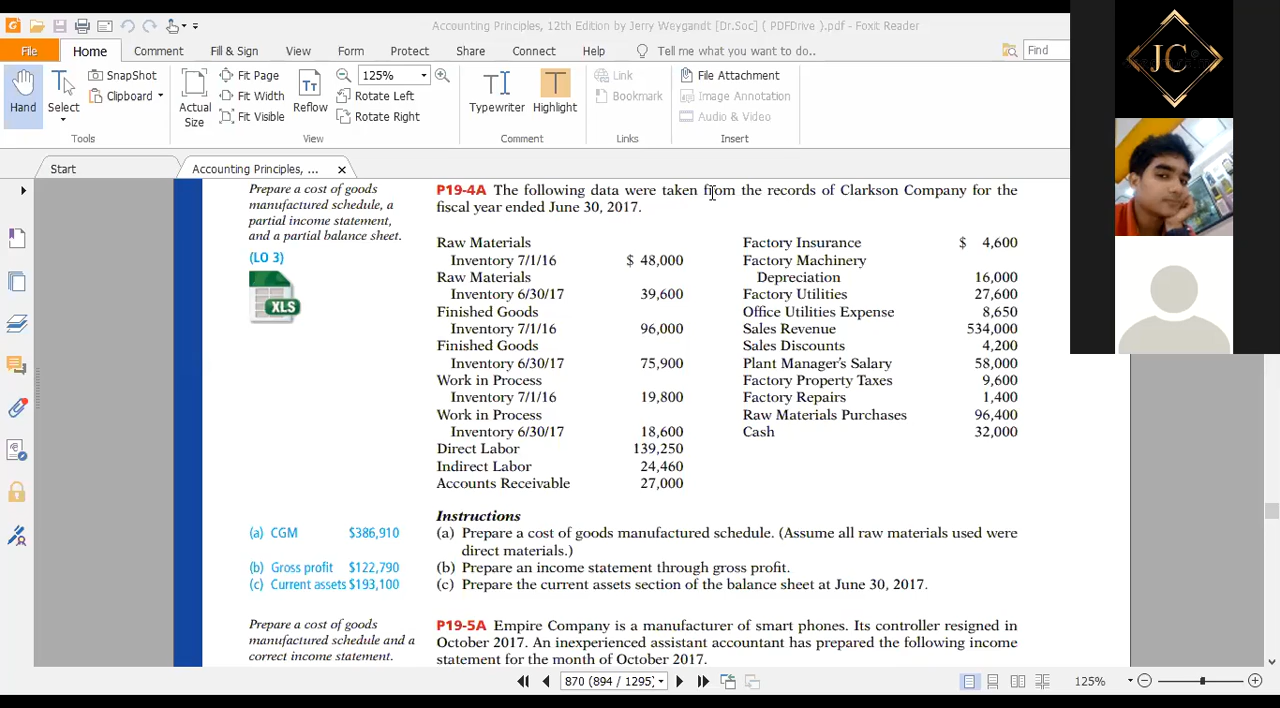 Accounting Principles, 12th Edition by Jerry Weygandt [Dr.Soc] ( PDFDrive ).pdf - Foxit Reader
File Home Comment Fill & Sign View Form Protect Share Connect Help Tell me what you want to do.. Find
Hand Select SnapShot Clipboard Actual Size Fit Page Fit Width Fit Visible Reflow 125% Rotate Left Rotate Right Typewriter Highlight Link Bookmark File Attachment Image Annotation Audio & Video
Tools View Comment Links Insert
Start Accounting Principles, ...
JC
Prepare a cost of goods
manufactured schedule, a
partial income statement,
and a partial balance sheet.
(LO 3)
XLS
P19-4A The following data were taken from the records of Clarkson Company for the
fiscal year ended June 30, 2017.
Raw Materials
Inventory 7/1/16 $ 48,000
Raw Materials
Inventory 6/30/17 39,600
Finished Goods
Inventory 7/1/16 96,000
Finished Goods
Inventory 6/30/17 75,900
Work in Process
Inventory 7/1/16 19,800
Work in Process
Inventory 6/30/17 18,600
Direct Labor 139,250
Indirect Labor 24,460
Accounts Receivable 27,000
Factory Insurance $ 4,600
Factory Machinery
Depreciation 16,000
Factory Utilities 27,600
Office Utilities Expense 8,650
Sales Revenue 534,000
Sales Discounts 4,200
Plant Manager's Salary 58,000
Factory Property Taxes 9,600
Factory Repairs 1,400
Raw Materials Purchases 96,400
Cash 32,000
Instructions
(a) CGM $386,910
(a) Prepare a cost of goods manufactured schedule. (Assume all raw materials used were
direct materials.)
(b) Gross profit $122,790
(b) Prepare an income statement through gross profit.
(c) Current assets $193,100
(c) Prepare the current assets section of the balance sheet at June 30, 2017.
Prepare a cost of goods
manufactured schedule and a
correct income statement.
P19-5A Empire Company is a manufacturer of smart phones. Its controller resigned in
October 2017. An inexperienced assistant accountant has prepared the following income
statement for the month of October 2017.
870 (894 / 1295) 125%